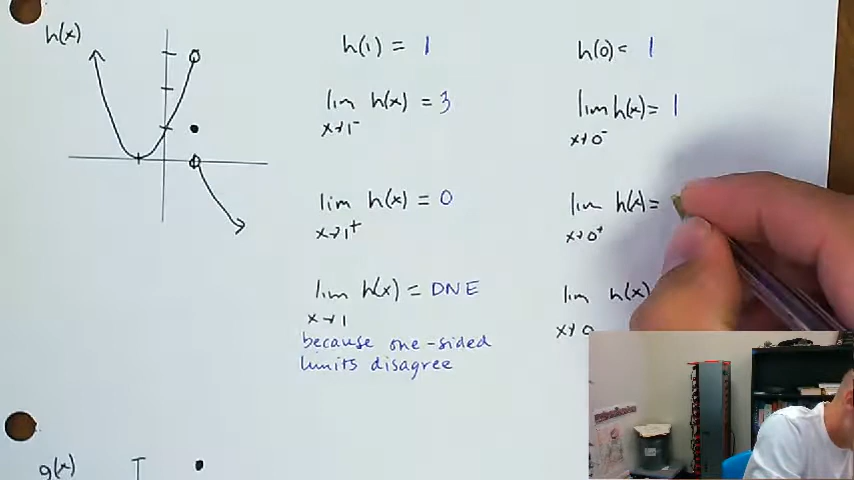 h(x)
h(1) = 1
lim h(x) = 3
x→1⁻
lim h(x) = 0
x→1⁺
lim h(x) = DNE
x→1
because one-sided
limits disagree
h(0) = 1
lim h(x) = 1
x→0⁻
lim h(x) =
x→0⁺
lim h(x)
x→0
g(x)